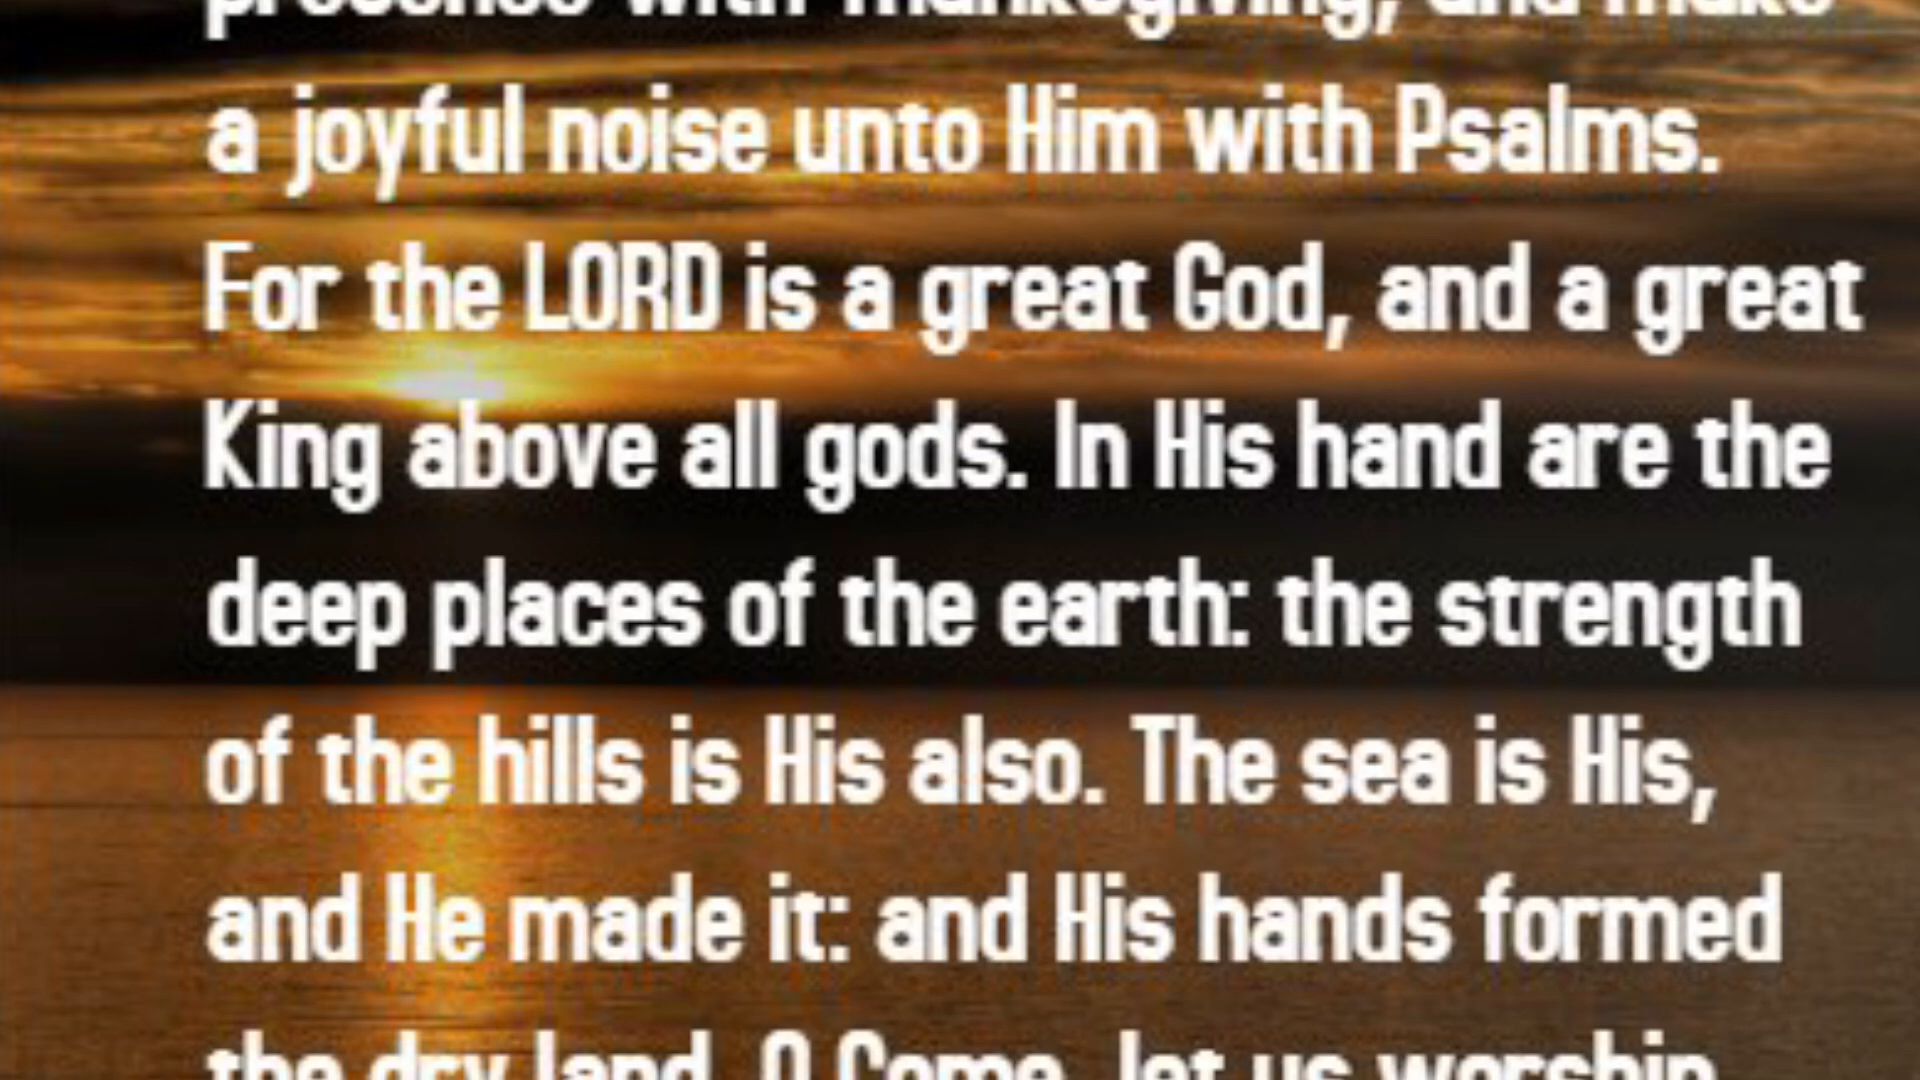 presence with Thanksgiving, and make
a joyful noise unto Him with Psalms.
For the LORD is a great God, and a great
King above all gods. In His hand are the
deep places of the earth: the strength
of the hills is His also. The sea is His,
and He made it: and His hands formed
the dry land. O Come, let us worship